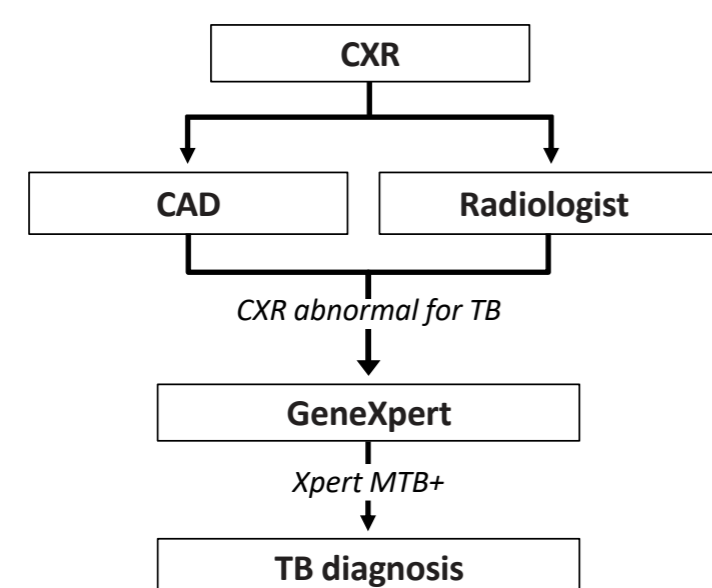 CXR
CAD
Radiologist
CXR abnormal for TB
GeneXpert
Xpert MTB+
TB diagnosis